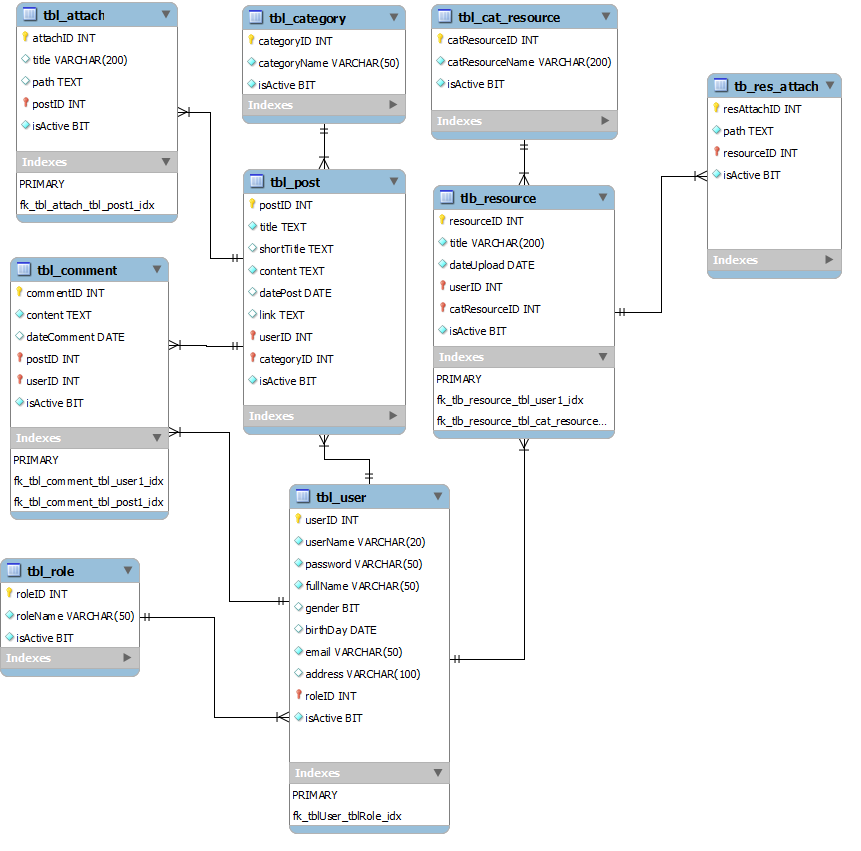 tbl_attach
attachID INT
title VARCHAR(200)
path TEXT
postID INT
isActive BIT
Indexes
PRIMARY
fk_tbl_attach_tbl_post1_idx
tbl_category
categoryID INT
categoryName VARCHAR(50)
isActive BIT
Indexes
tbl_cat_resource
catResourceID INT
catResourceName VARCHAR(200)
isActive BIT
Indexes
tb_res_attach
resAttachID INT
path TEXT
resourceID INT
isActive BIT
Indexes
tbl_post
postID INT
title TEXT
shortTitle TEXT
content TEXT
datePost DATE
link TEXT
userID INT
categoryID INT
isActive BIT
Indexes
tlb_resource
resourceID INT
title VARCHAR(200)
dateUpload DATE
userID INT
catResourceID INT
isActive BIT
Indexes
PRIMARY
fk_tlb_resource_tbl_user1_idx
fk_tlb_resource_tbl_cat_resource...
tbl_comment
commentID INT
content TEXT
dateComment DATE
postID INT
userID INT
isActive BIT
Indexes
PRIMARY
fk_tbl_comment_tbl_user1_idx
fk_tbl_comment_tbl_post1_idx
tbl_user
userID INT
userName VARCHAR(20)
password VARCHAR(50)
fullName VARCHAR(50)
gender BIT
birthDay DATE
email VARCHAR(50)
address VARCHAR(100)
roleID INT
isActive BIT
Indexes
PRIMARY
fk_tblUser_tblRole_idx
tbl_role
roleID INT
roleName VARCHAR(50)
isActive BIT
Indexes